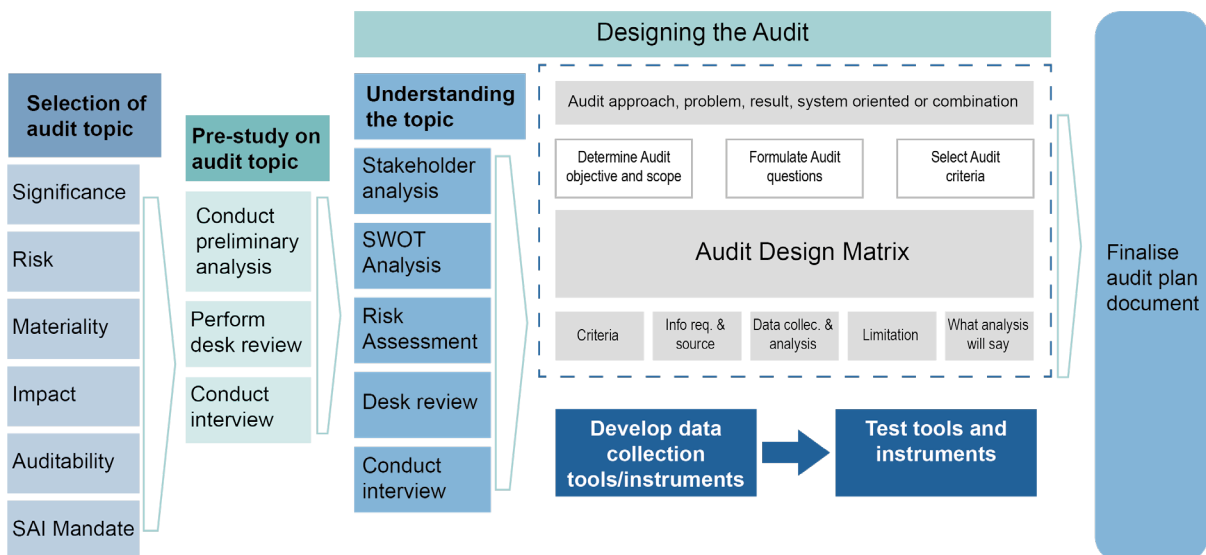 Designing the Audit
Selection of
audit topic
Significance
Risk
Materiality
Impact
Auditability
SAI Mandate
Pre-study on
audit topic
Conduct
preliminary
analysis
Perform
desk review
Conduct
interview
Understanding
the topic
Stakeholder
analysis
SWOT
Analysis
Risk
Assessment
Desk review
Conduct
interview
Audit approach, problem, result, system oriented or combination
Determine Audit
objective and scope
Formulate Audit
questions
Select Audit
criteria
Audit Design Matrix
Criteria
Info req. &
source
Data collec. &
analysis
Limitation
What analysis
will say
Develop data
collection
tools/instruments
Test tools and
instruments
Finalise
audit plan
document